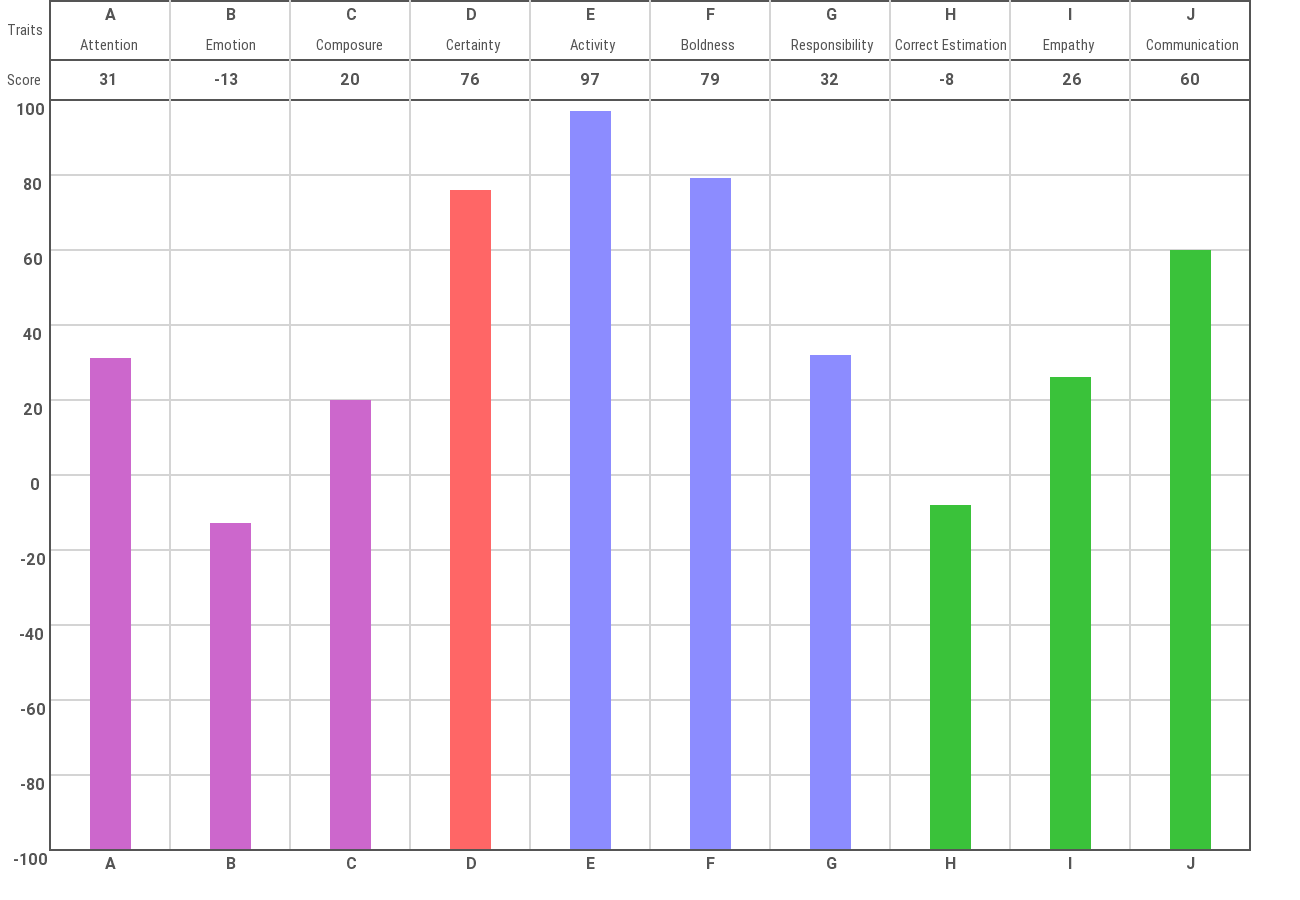 A B C D E F G H I J
Traits
Attention Emotion Composure Certainty Activity Boldness Responsibility Correct Estimation Empathy Communication
Score 31 -13 20 76 97 79 32 -8 26 60
100
80
60
40
20
0
-20
-40
-60
-80
-100
A B C D E F G H I J